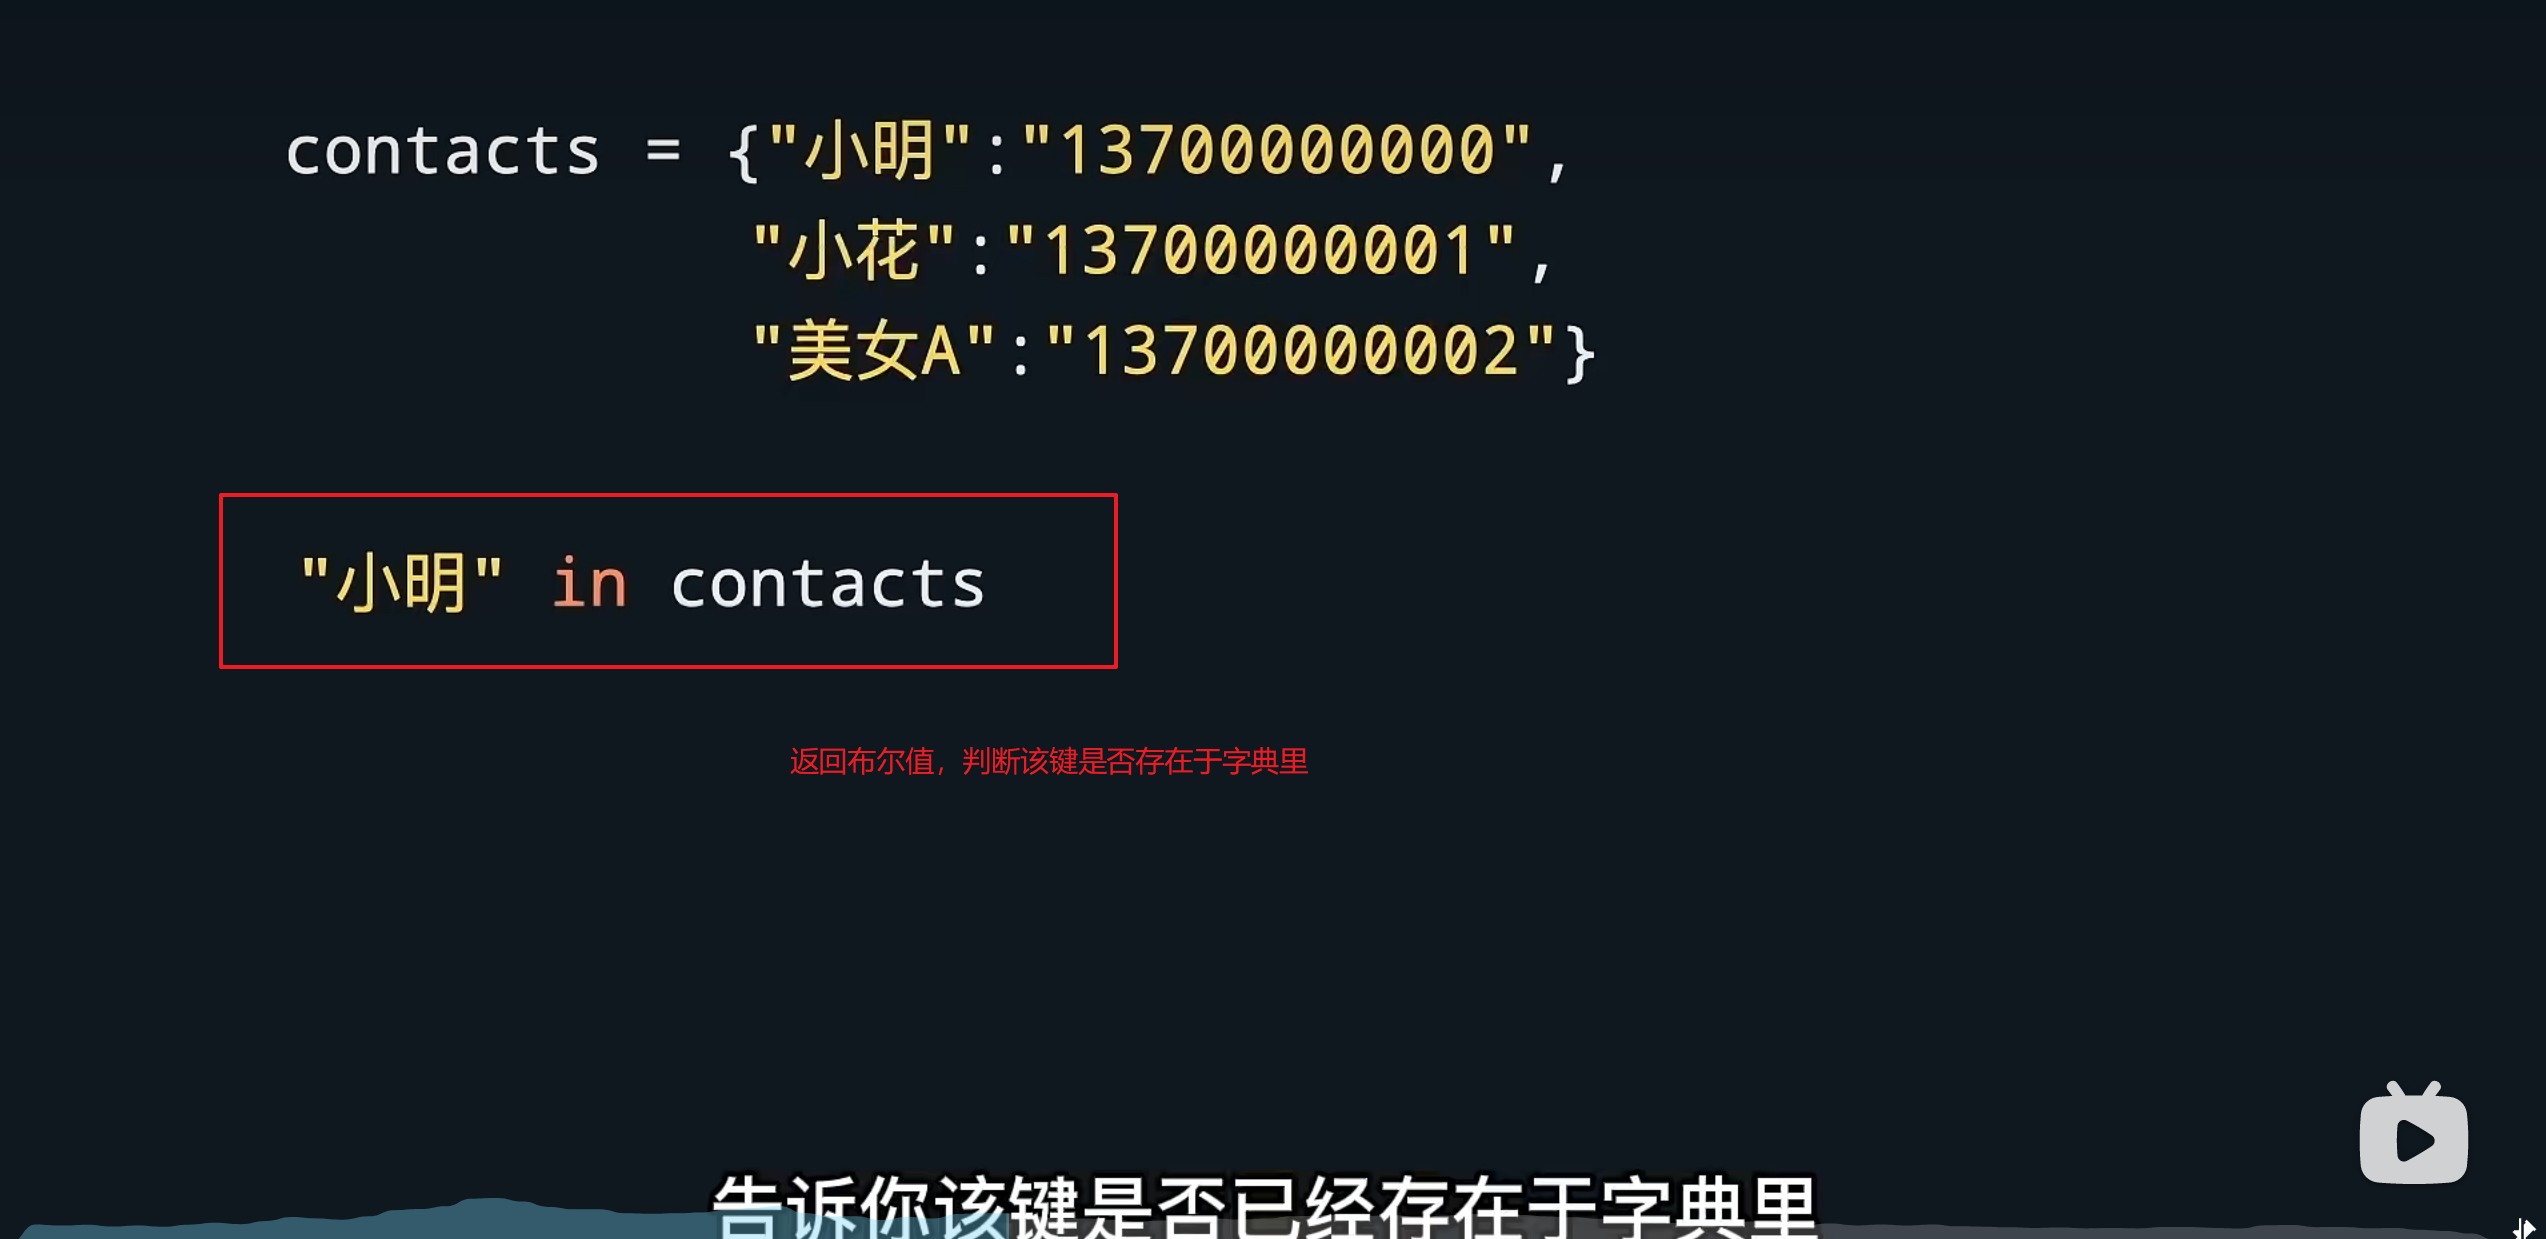 contacts = {"小明":"13700000000",
"小花":"13700000001",
"美女A":"13700000002"}
"小明" in contacts
返回布尔值，判断该键是否存在于字典里
告诉你该键是否已经存在于字典里